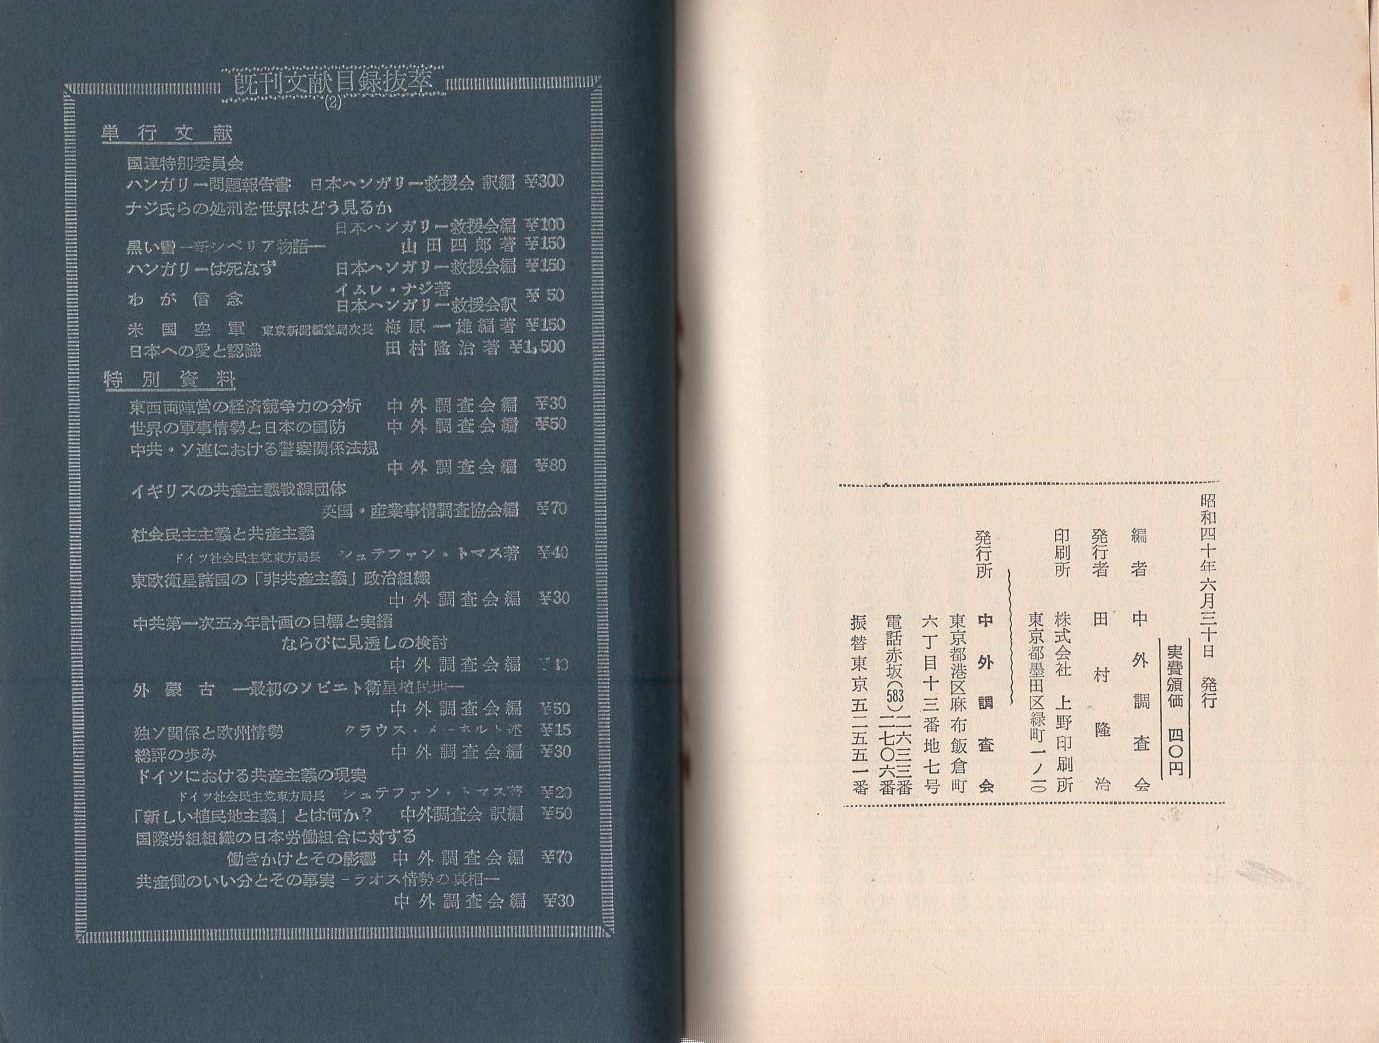 既刊文献目録抜萃
(2)
単行文献
国連特別委員会
ハンガリー問題報告書 日本ハンガリー救援会 訳編 ¥300
ナジ氏らの処刑を世界はどう見るか
日本ハンガリー救援会編 ¥100
黒い雪 ―新シベリア物語― 山田四郎著 ¥150
ハンガリーは死なず 日本ハンガリー救援会編 ¥150
わが信念 イムレ・ナジ著 日本ハンガリー救援会訳 ¥50
米国空軍 東京新聞編集局次長 梅原一雄編著 ¥150
日本への愛と認識 田村隆治著 ¥1,500
特別資料
東西両陣営の経済競争力の分析 中外調査会編 ¥30
世界の軍事情勢と日本の国防 中外調査会編 ¥50
中共・ソ連における警察関係法規
中外調査会編 ¥80
イギリスの共産主義戦線団体
英国・産業事情調査協会編 ¥70
社会民主主義と共産主義
ドイツ社会民主党東方局長 シュテファン・トマス著 ¥40
東欧衛星諸国の「非共産主義」政治組織
中外調査会編 ¥30
中共第一次五ヵ年計画の目標と実績
ならびに見透しの検討
中外調査会編
外蒙古 ―最初のソビエト衛星植民地―
中外調査会編 ¥50
独ソ関係と欧州情勢 クラウス・メーネルト述 ¥15
総評の歩み 中外調査会編 ¥30
ドイツにおける共産主義の現実
ドイツ社会民主党東方局長 シュテファン・トマス著 ¥20
「新しい植民地主義」とは何か? 中外調査会 訳編 ¥50
国際労組組織の日本労働組合に対する
働きかけとその影響 中外調査会編 ¥70
共産側のいい分とその事実 ―ラオス情勢の真相―
中外調査会編 ¥30
昭和四十年六月三十日 発行
実費頒価 四〇円
編者 中外調査会
発行者 田村隆治
印刷所 株式会社 上野印刷所
東京都墨田区緑町一ノ一〇
発行所 中外調査会
東京都港区麻布飯倉町
六丁目十三番地七号
電話赤坂(583)二六三三番
二七〇六番
振替東京五二五五一番